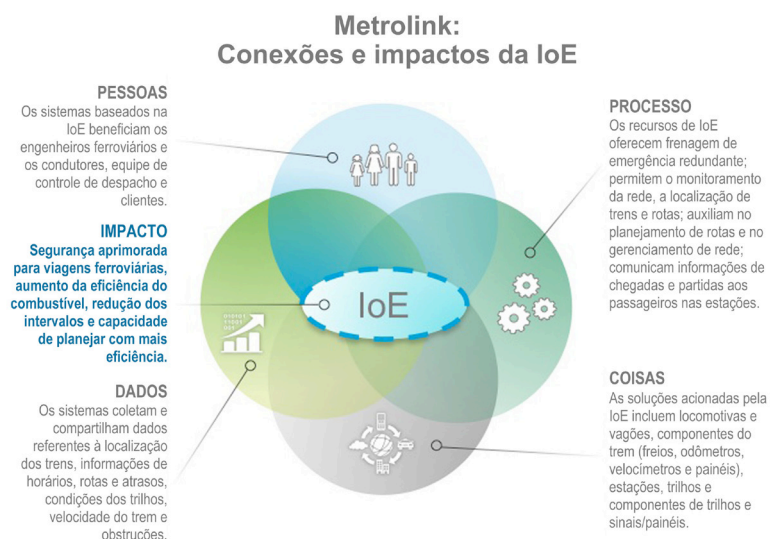 Metrolink:
Conexões e impactos da IoE
PESSOAS
Os sistemas baseados na
IoE beneficiam os
engenheiros ferroviários e
os condutores, equipe de
controle de despacho e
clientes.
IMPACTO
Segurança aprimorada
para viagens ferroviárias,
aumento da eficiência do
combustível, redução dos
intervalos e capacidade
de planejar com mais
eficiência.
DADOS
Os sistemas coletam e
compartilham dados
referentes à localização
dos trens, informações de
horários, rotas e atrasos,
condições dos trilhos,
velocidade do trem e
obstruções.
IoE
010101
11001
001
PROCESSO
Os recursos de IoE
oferecem frenagem de
emergência redundante;
permitem o monitoramento
da rede, a localização de
trens e rotas; auxiliam no
planejamento de rotas e no
gerenciamento de rede;
comunicam informações de
chegadas e partidas aos
passageiros nas estações.
COISAS
As soluções acionadas pela
IoE incluem locomotivas e
vagões, componentes do
trem (freios, odômetros,
velocímetros e painéis),
estações, trilhos e
componentes de trilhos e
sinais/painéis.